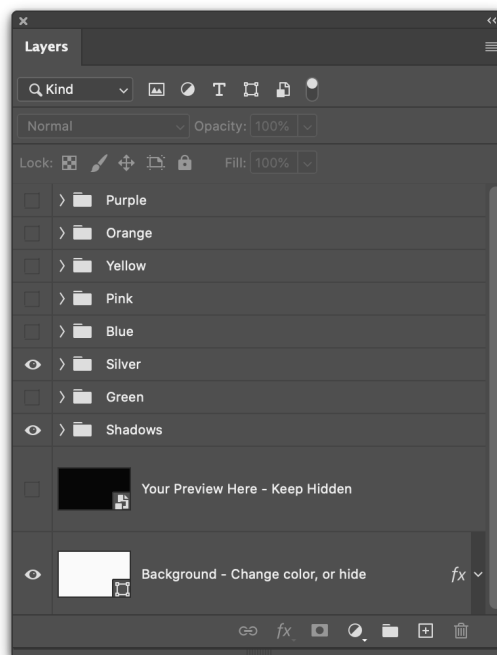 Layers
Kind
Normal Opacity: 100%
Lock: Fill: 100%
Purple
Orange
Yellow
Pink
Blue
Silver
Green
Shadows
Your Preview Here - Keep Hidden
Background - Change color, or hide fx
fx